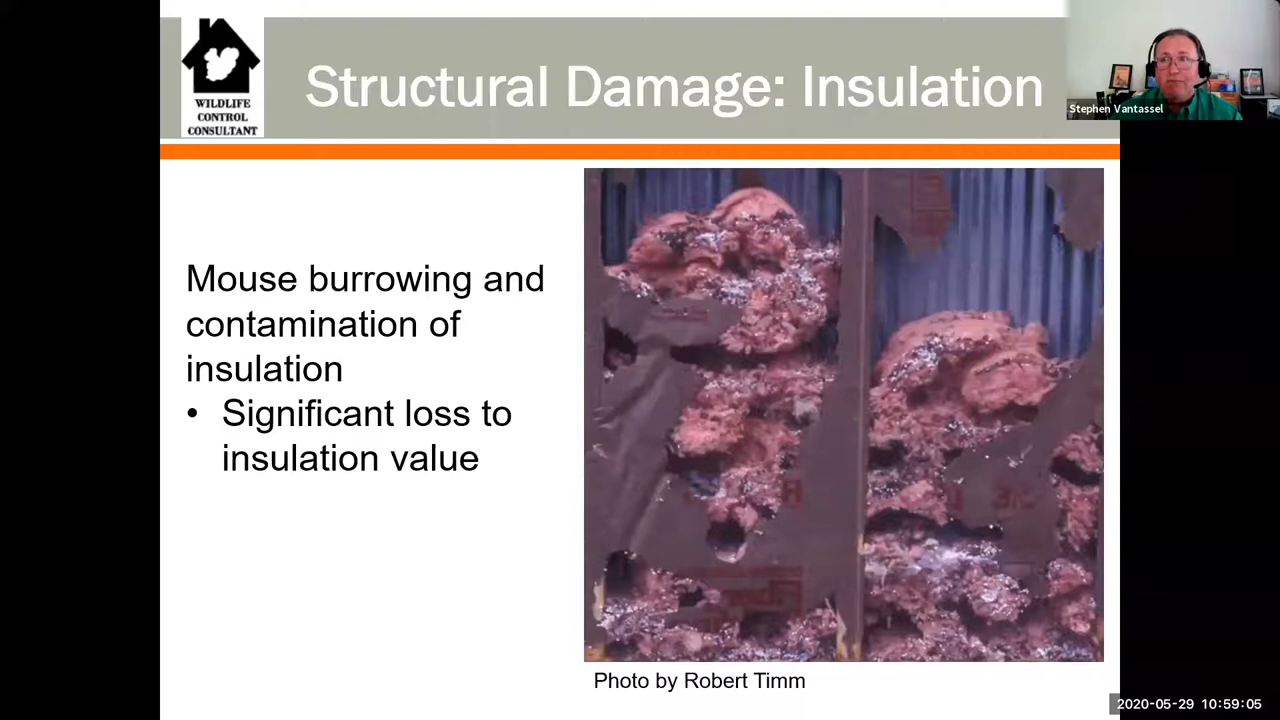 WILDLIFE
CONTROL
CONSULTANT
Structural Damage: Insulation
Stephen Vantassel
Mouse burrowing and
contamination of
insulation
• Significant loss to
insulation value
Photo by Robert Timm
2020-05-29 10:59:05